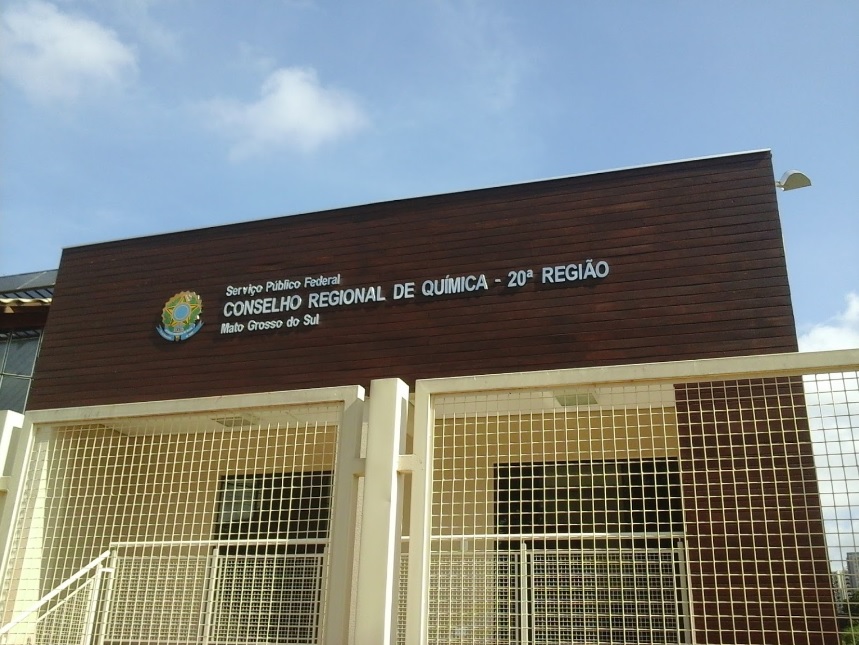 Serviço Público Federal
CONSELHO REGIONAL DE QUÍMICA - 20ª REGIÃO
Mato Grosso do Sul